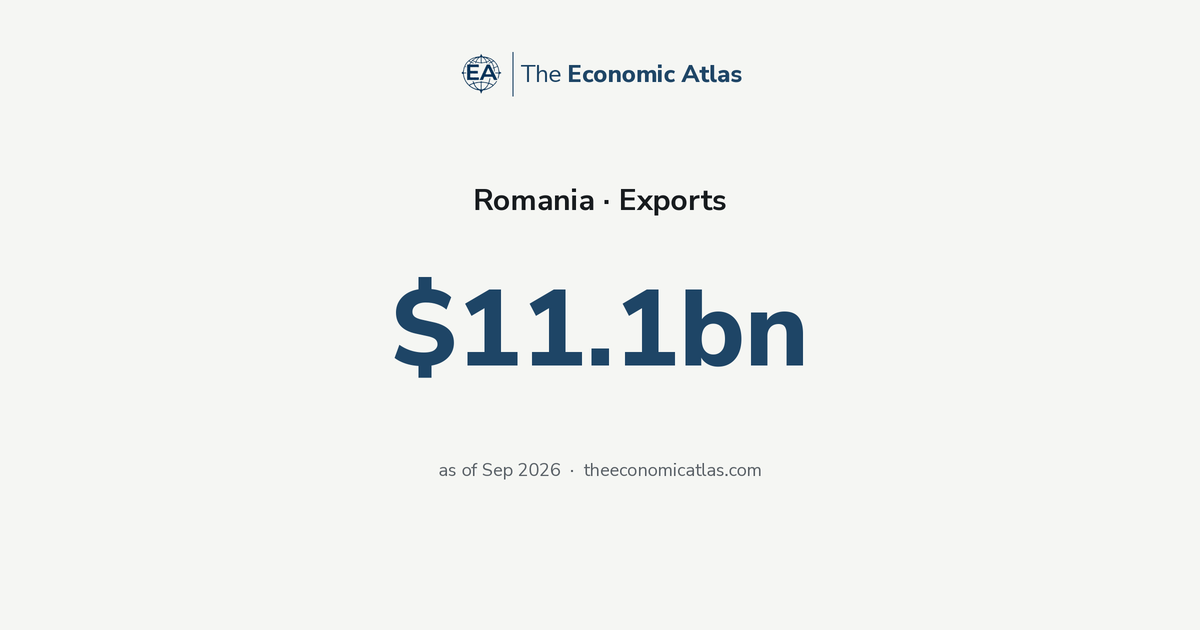 EA The Economic Atlas
Romania · Exports
$11.1bn
as of Sep 2026 · theeconomicatlas.com